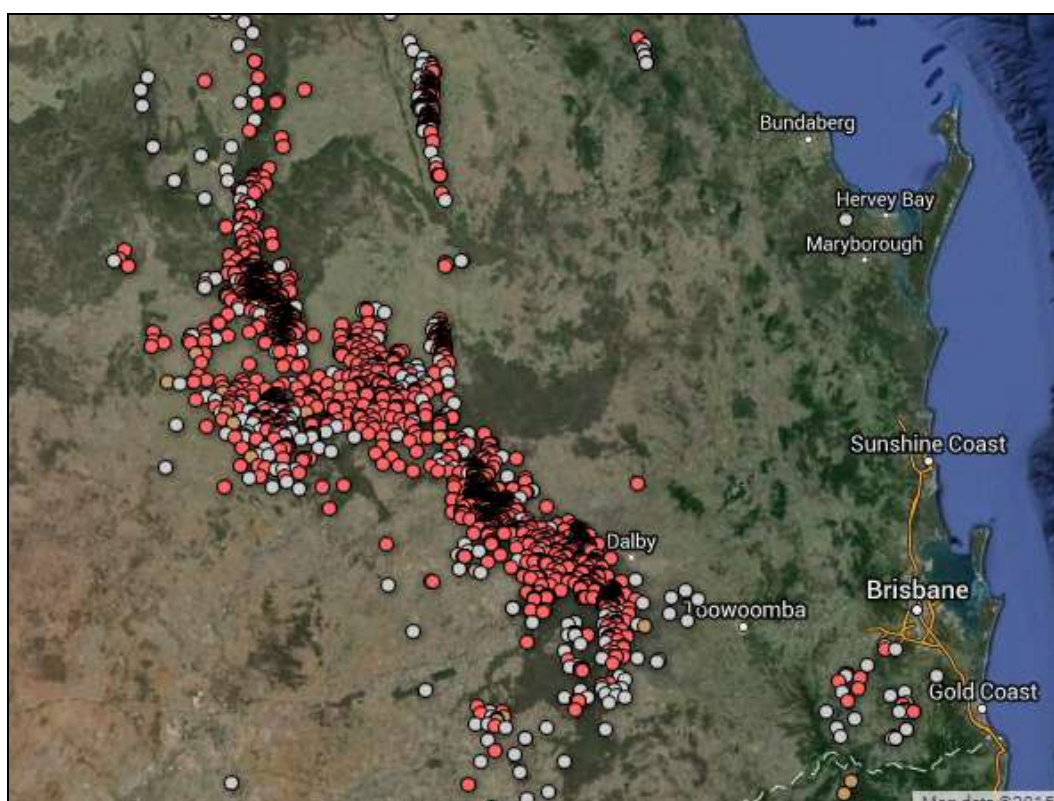 Bundaberg
Hervey Bay
Maryborough
Sunshine Coast
Dalby
Brisbane
Toowoomba
Gold Coast